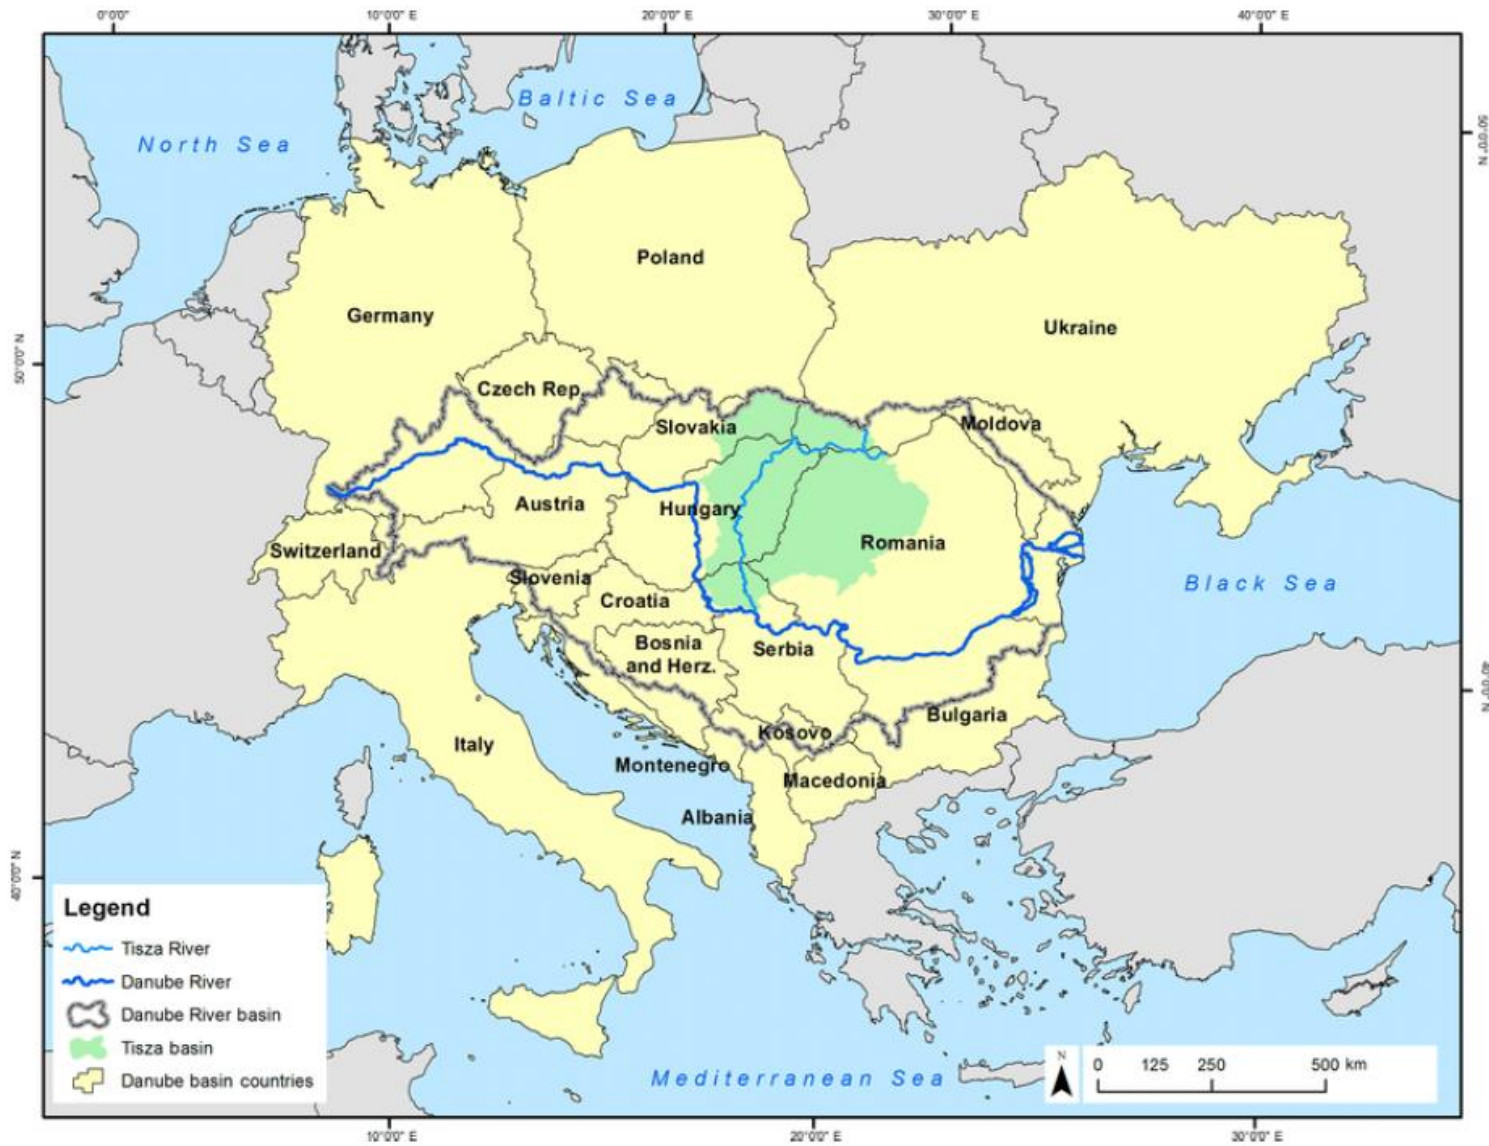 0°0'0" E
10°0'0" E
20°0'0" E
30°0'0" E
40°0'0" E
Baltic Sea
North Sea
50°0'0" N
Poland
Germany
Ukraine
50°0'0" N
Czech Rep.
Slovakia
Moldova
Austria
Hungary
Romania
Switzerland
Slovenia
Black Sea
Croatia
Bosnia
and Herz.
Serbia
40°0'0" N
Bulgaria
Kosovo
Italy
Montenegro
Macedonia
Albania
40°0'0" N
Legend
Tisza River
Danube River
Danube River basin
Tisza basin
Danube basin countries
Mediterranean Sea
N
0 125 250 500 km
10°0'0" E
20°0'0" E
30°0'0" E